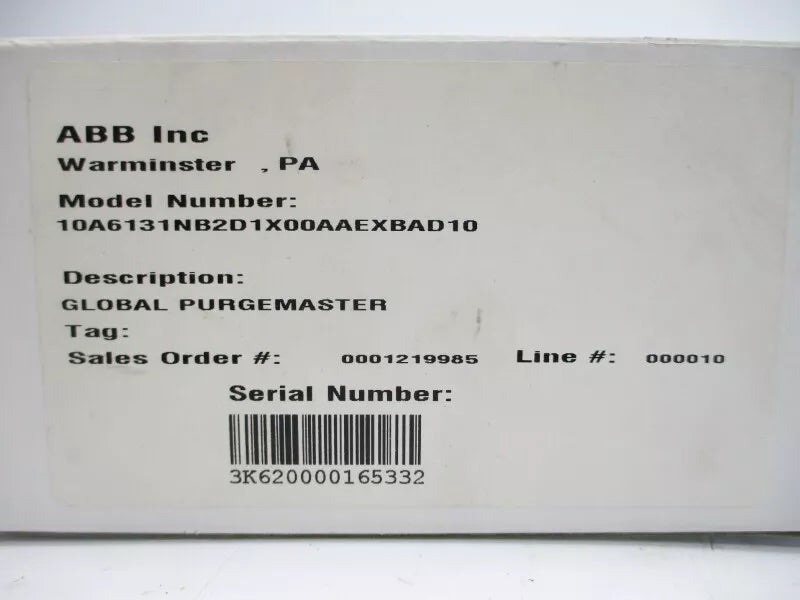 ABB Inc
Warminster , PA
Model Number:
10A6131NB2D1X00AAEXBAD10
Description:
GLOBAL PURGEMASTER
Tag:
Sales Order #: 0001219985 Line #: 000010
Serial Number:
3K620000165332